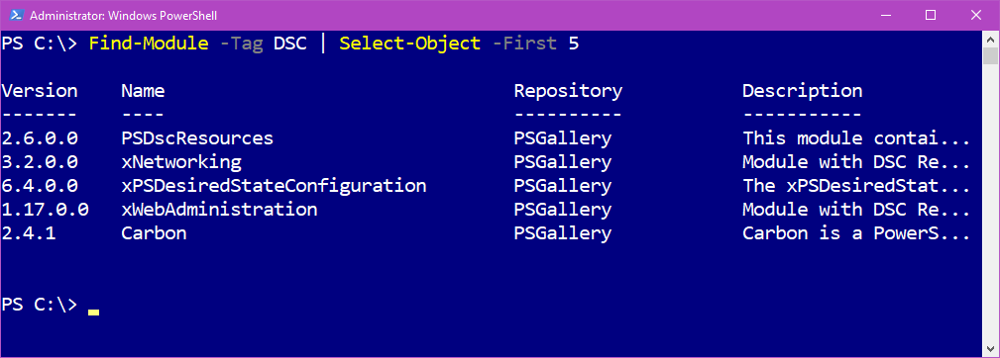 Administrator: Windows PowerShell
PS C:\> Find-Module -Tag DSC | Select-Object -First 5
Version    Name                                Repository           Description
-------    ----                                ----------           -----------
2.6.0.0    PSDscResources                      PSGallery            This module contai...
3.2.0.0    xNetworking                         PSGallery            Module with DSC Re...
6.4.0.0    xPSDesiredStateConfiguration        PSGallery            The xPSDesiredStat...
1.17.0.0   xWebAdministration                  PSGallery            Module with DSC Re...
2.4.1      Carbon                              PSGallery            Carbon is a PowerS...
PS C:\>